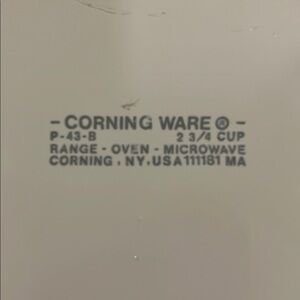 - CORNING WARE ® -
P-43-B 2 3/4 CUP
RANGE - OVEN - MICROWAVE
CORNING, NY, USA 111181 MA